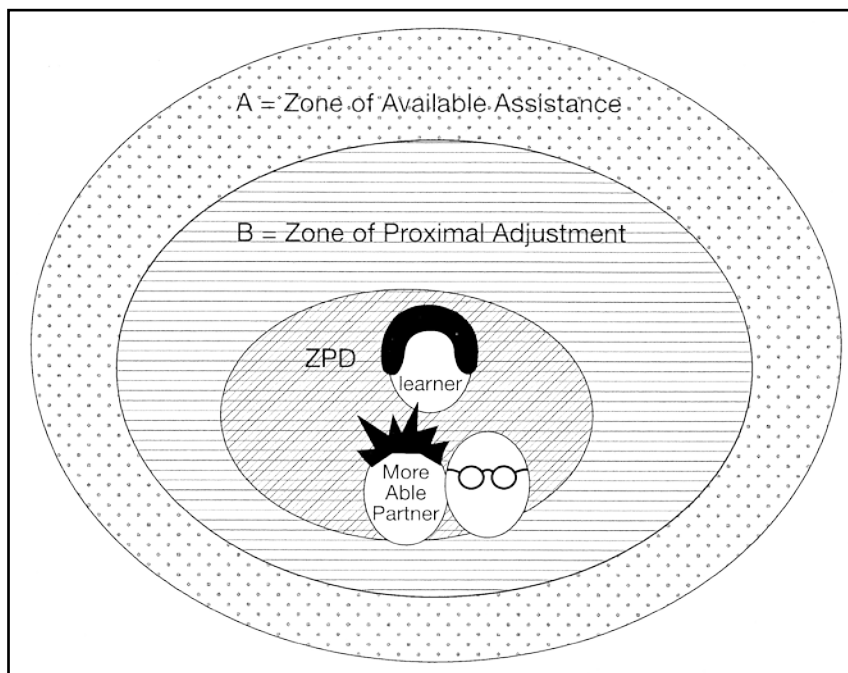 A = Zone of Available Assistance
B = Zone of Proximal Adjustment
ZPD
learner
More
Able
Partner